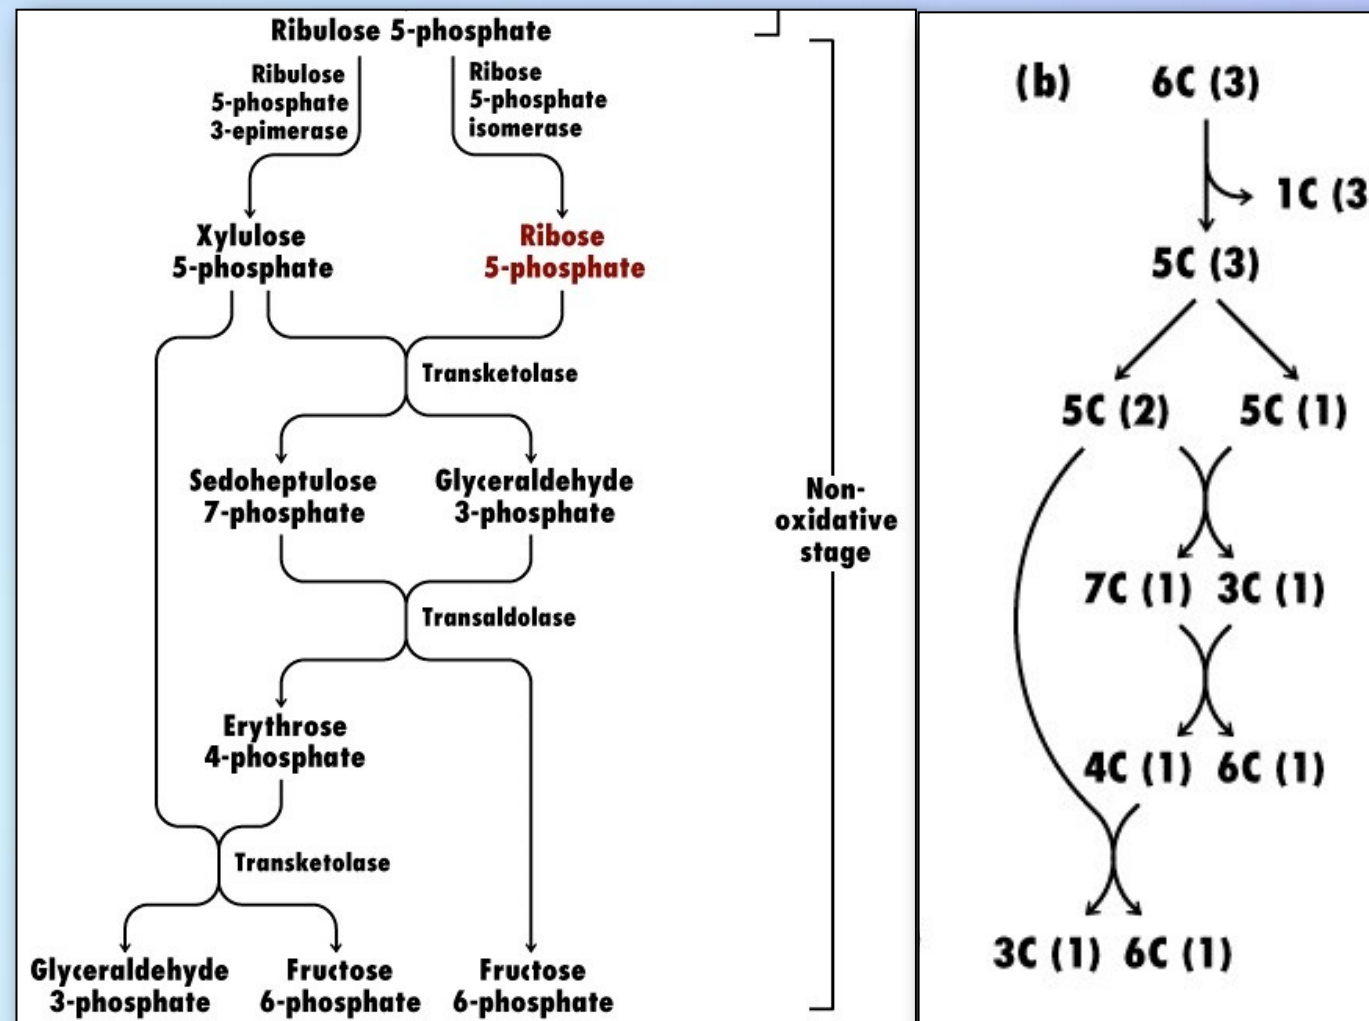 Ribulose 5-phosphate
Ribulose
5-phosphate
3-epimerase
Ribose
5-phosphate
isomerase
Xylulose
5-phosphate
Ribose
5-phosphate
Transketolase
Sedoheptulose
7-phosphate
Glyceraldehyde
3-phosphate
Non-
oxidative
stage
Transaldolase
Erythrose
4-phosphate
Transketolase
Glyceraldehyde
3-phosphate
Fructose
6-phosphate
Fructose
6-phosphate
(b)
6C (3)
1C (3
5C (3)
5C (2)
5C (1)
7C (1)
3C (1)
4C (1)
6C (1)
3C (1)
6C (1)